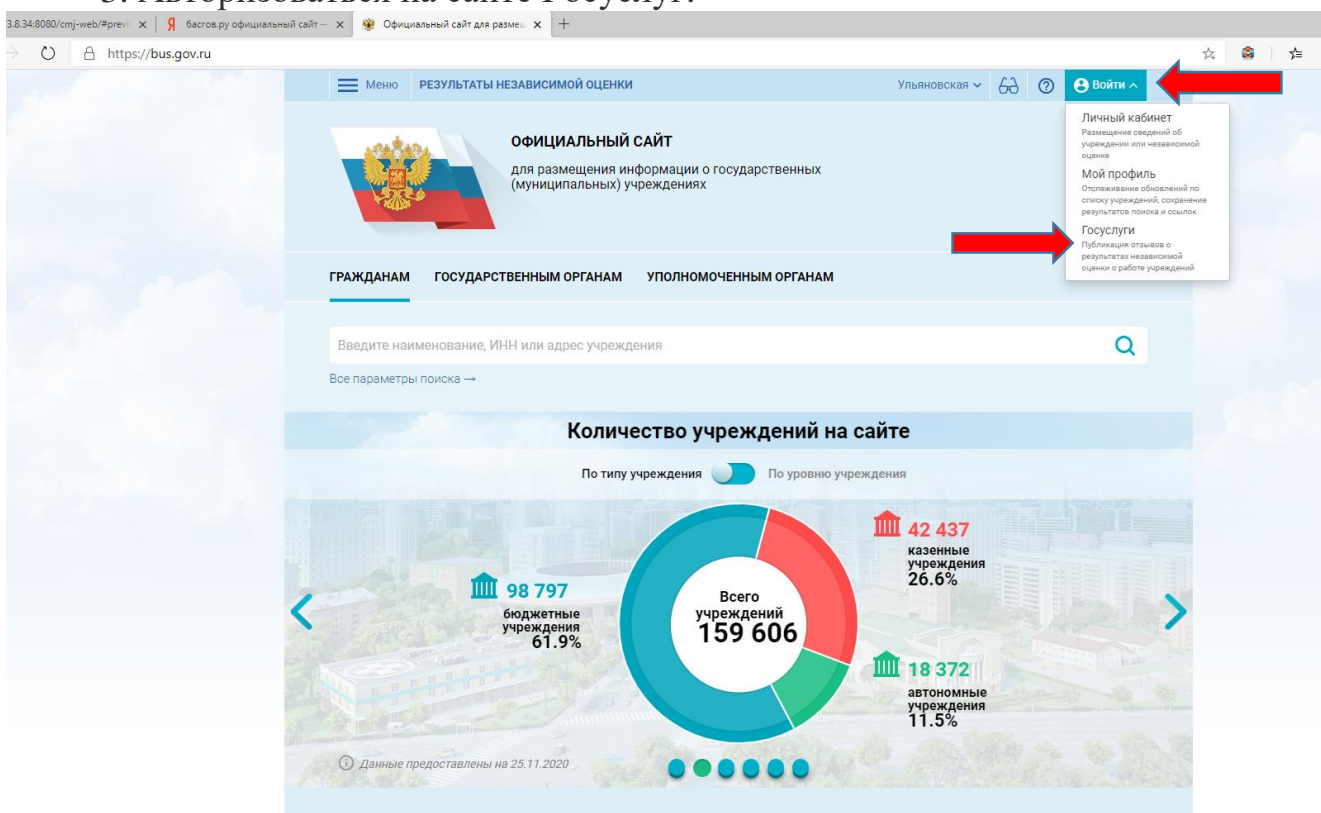 3. Авторизоваться на сайте Госуслуг.
3.8.34:8080/cmj-web/#previ
басгов.ру официальный сайт —
Официальный сайт для размещ
https://bus.gov.ru
Меню
РЕЗУЛЬТАТЫ НЕЗАВИСИМОЙ ОЦЕНКИ
Ульяновская
Войти
Личный кабинет
Размещение сведений об
учреждении или независимой
оценке
Мой профиль
Отслеживание обновлений по
списку учреждений, сохранение
результатов поиска и ссылок
Госуслуги
Публикация отзывов о
результатах независимой
оценки о работе учреждений
ОФИЦИАЛЬНЫЙ САЙТ
для размещения информации о государственных
(муниципальных) учреждениях
ГРАЖДАНАМ
ГОСУДАРСТВЕННЫМ ОРГАНАМ
УПОЛНОМОЧЕННЫМ ОРГАНАМ
Введите наименование, ИНН или адрес учреждения
Все параметры поиска →
Количество учреждений на сайте
По типу учреждения
По уровню учреждения
42 437
казенные
учреждения
26.6%
98 797
бюджетные
учреждения
61.9%
Всего
учреждений
159 606
18 372
автономные
учреждения
11.5%
Данные предоставлены на 25.11.2020